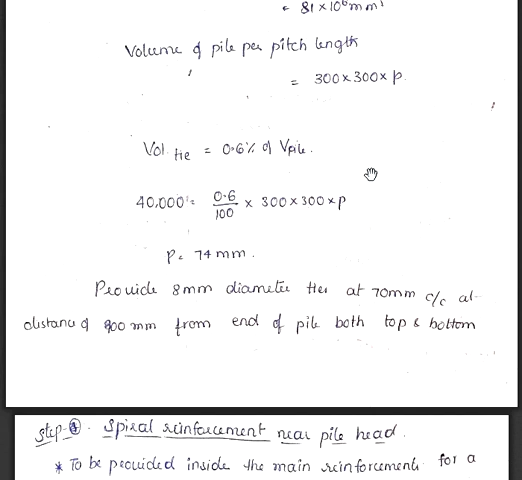 = 81 × 10⁶ mm³
Volume of pile per pitch length
= 300 × 300 × p.
Vol tie = 0.6% of Vpile.
40,000 = 0.6/100 × 300 × 300 × p
p = 74 mm.
Provide 8mm diameter ties at 70mm c/c at
distance of 900 mm from end of pile both top & bottom
step-④. Spiral reinforcement near pile head.
* To be provided inside the main reinforcement for a